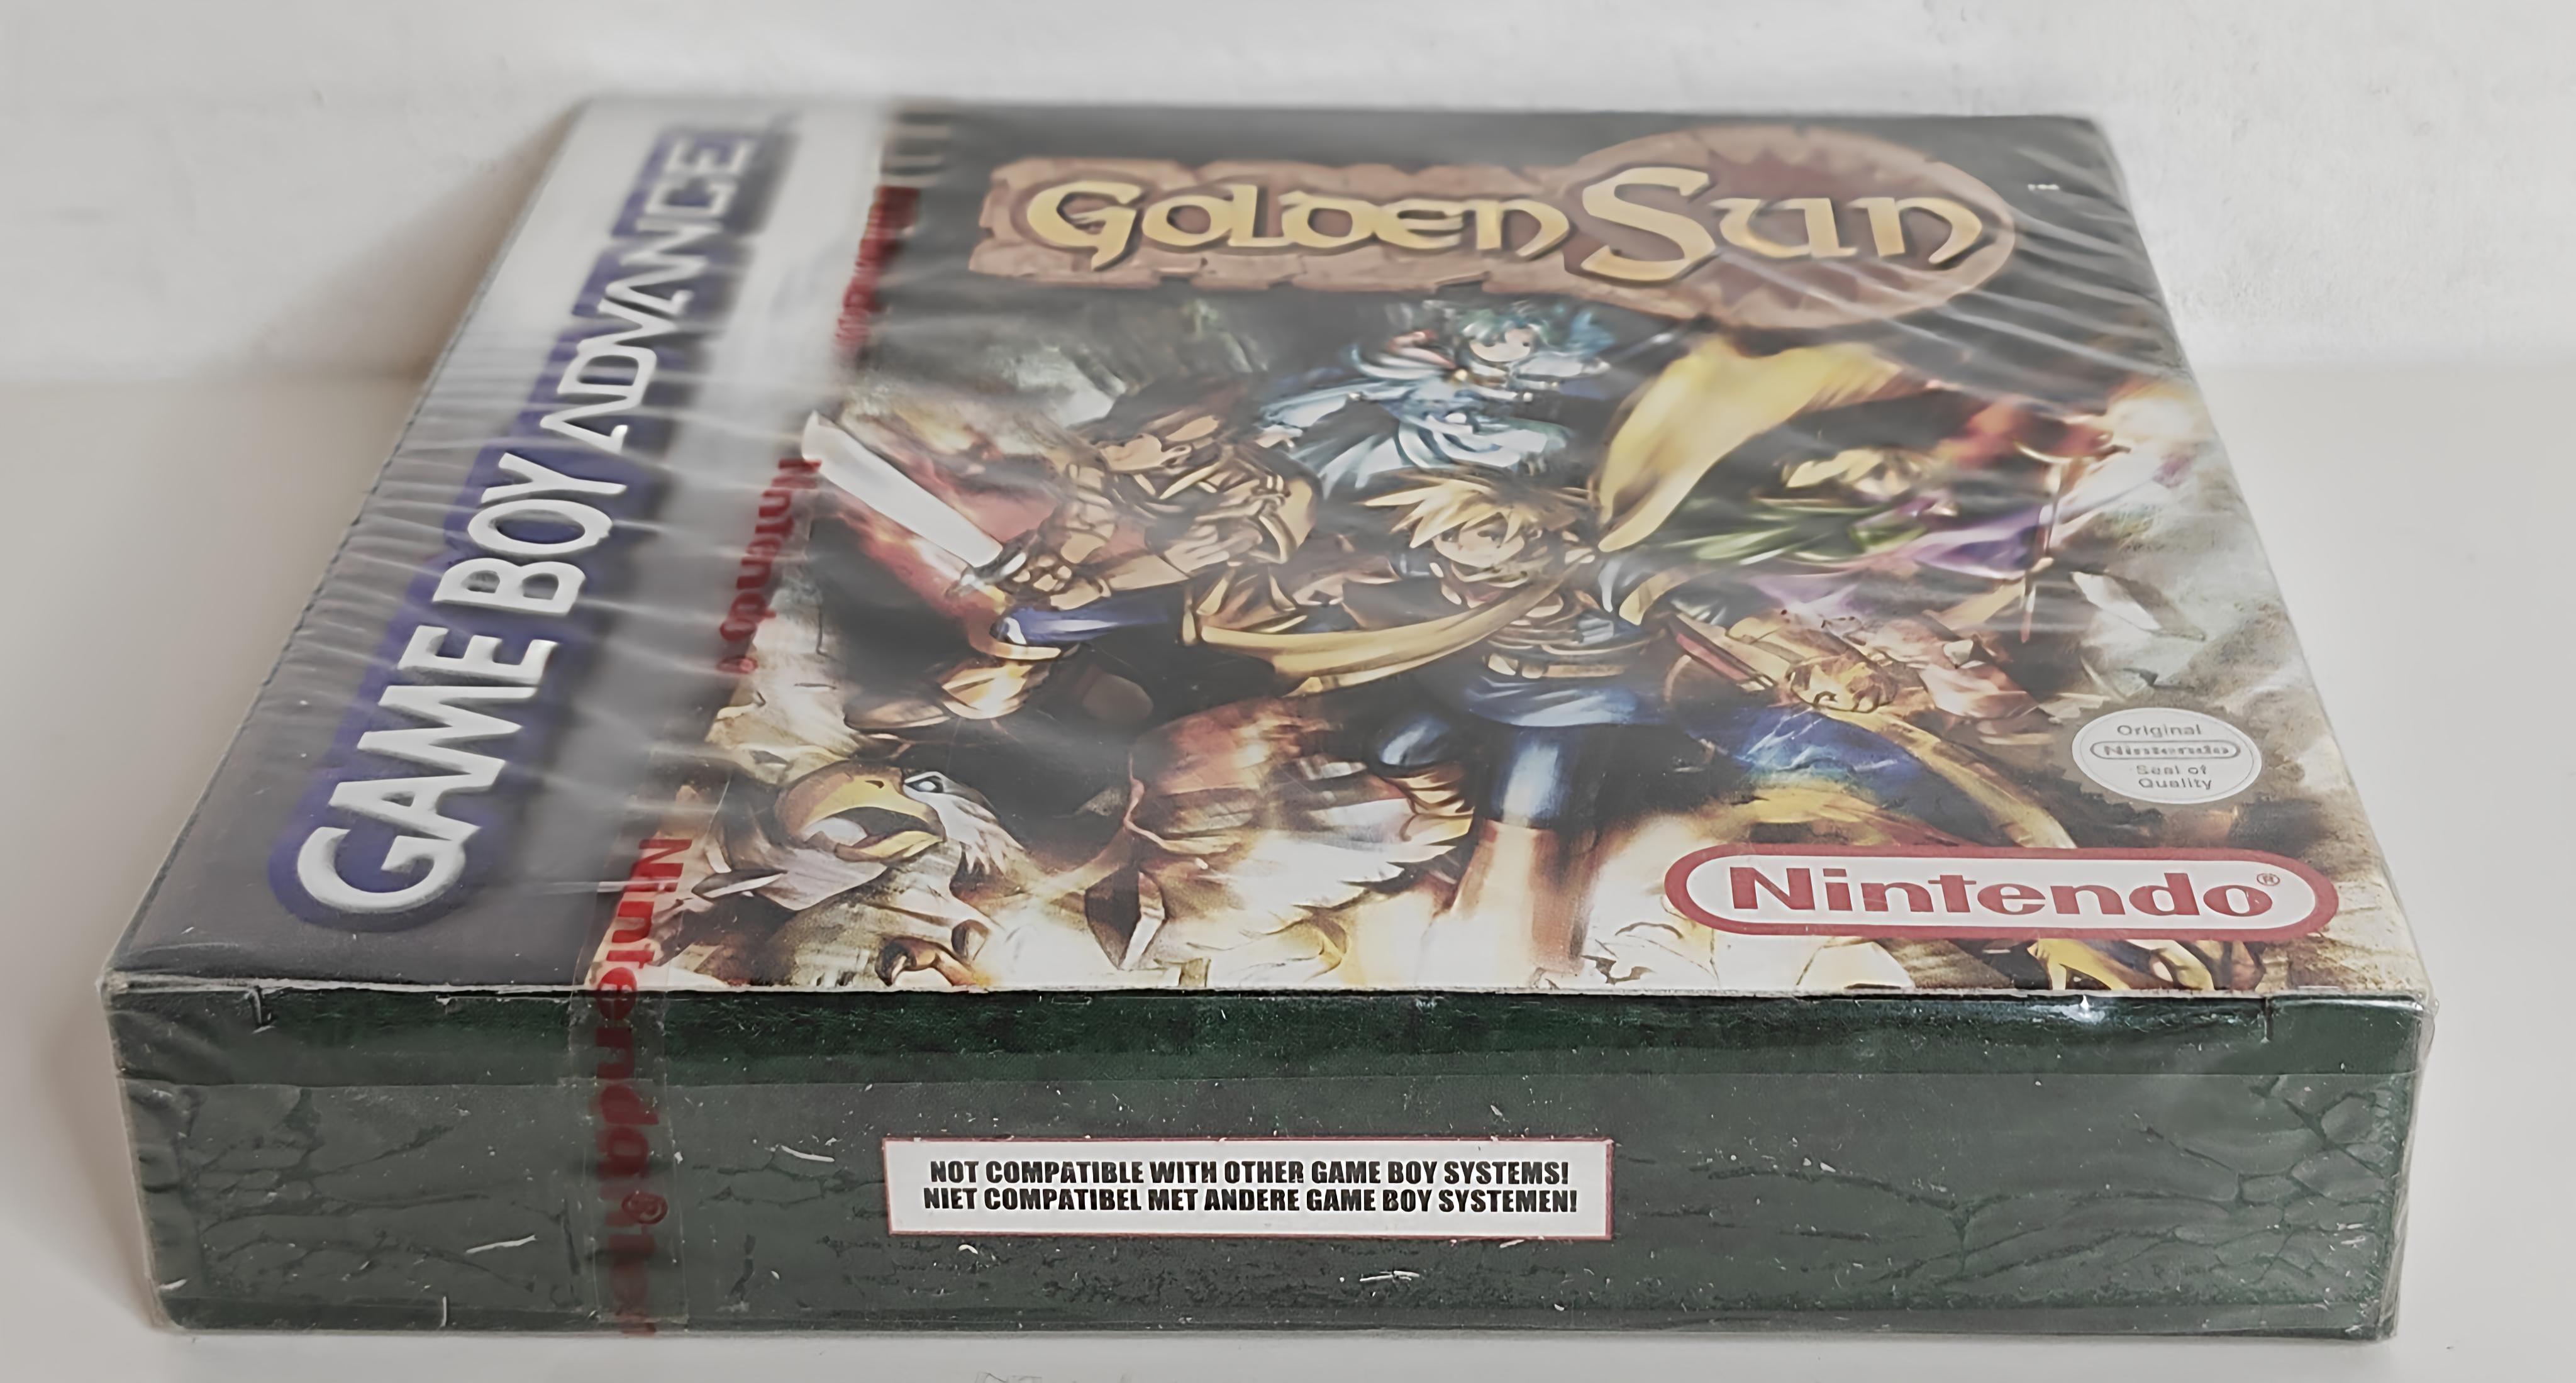 GAME BOY ADVANCE
GOLDEN SUN
Nintendo®
Nintendo
Nintendo®
Original
Nintendo
Seal of
Quality
Nintendo®
NOT COMPATIBLE WITH OTHER GAME BOY SYSTEMS!
NIET COMPATIBEL MET ANDERE GAME BOY SYSTEMEN!